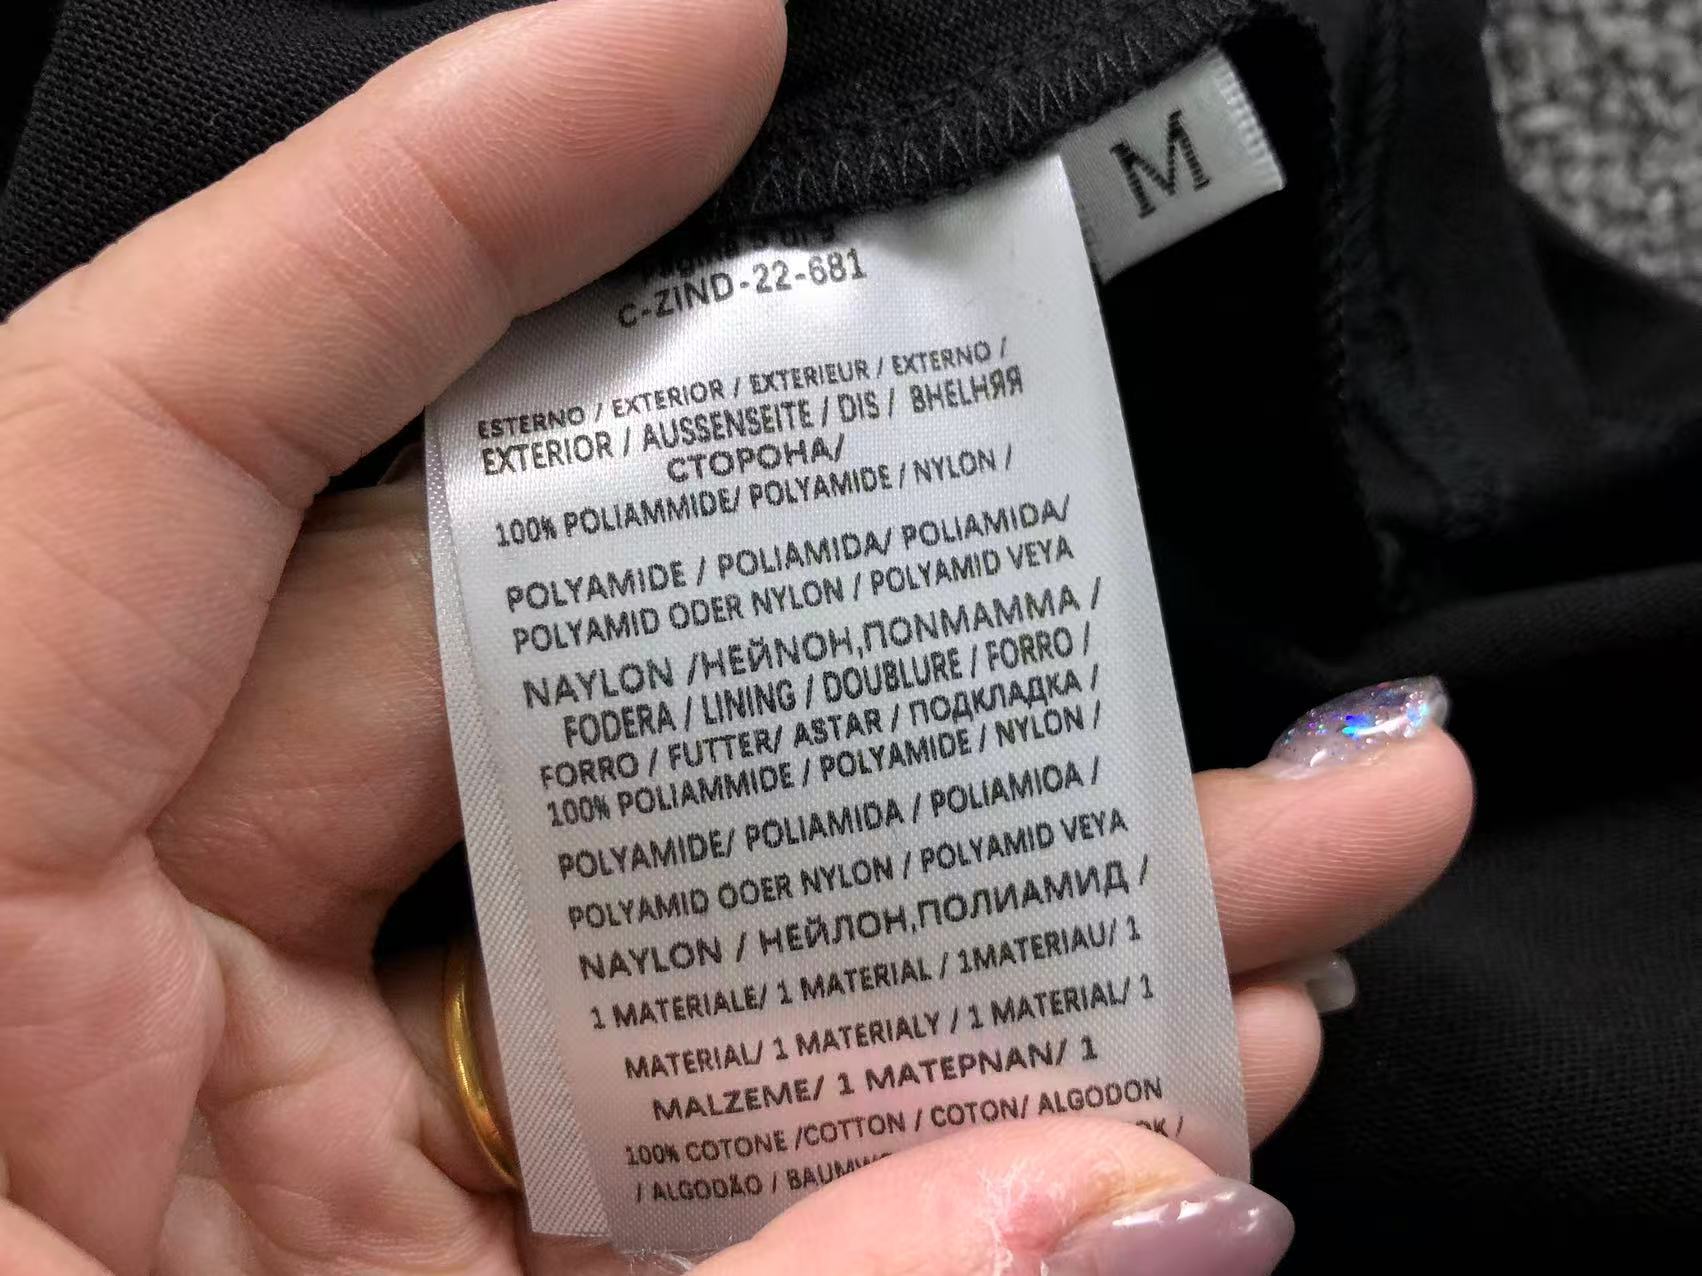 M
C-ZIND-22-681
ESTERNO / EXTERIOR / EXTERIEUR / EXTERNO /
EXTERIOR / AUSSENSEITE / DIS / ВНЕLНЯЯ
СТОРОНА/
100% POLIAMMIDE/ POLYAMIDE / NYLON /
POLYAMIDE / POLIAMIDA/ POLIAMIDA/
POLYAMID ODER NYLON / POLYAMID VEYA
NAYLON /НЕЙNОН,ПОNМАММА /
FODERA / LINING / DOUBLURE / FORRO /
FORRO / FUTTER/ ASTAR / ПОДКЛАДКА /
100% POLIAMMIDE / POLYAMIDE / NYLON /
POLYAMIDE/ POLIAMIDA / POLIAMIOA /
POLYAMID OOER NYLON / POLYAMID VEYA
NAYLON / НЕЙЛОН,ПОЛИАМИД /
1 MATERIALE/ 1 MATERIAL / 1MATERIAU/ 1
MATERIAL/ 1 MATERIALY / 1 MATERIAL/ 1
MALZEME/ 1 MATEPNAN/ 1
100% COTONE /COTTON / COTON/ ALGODON
/ ALGODÃO /